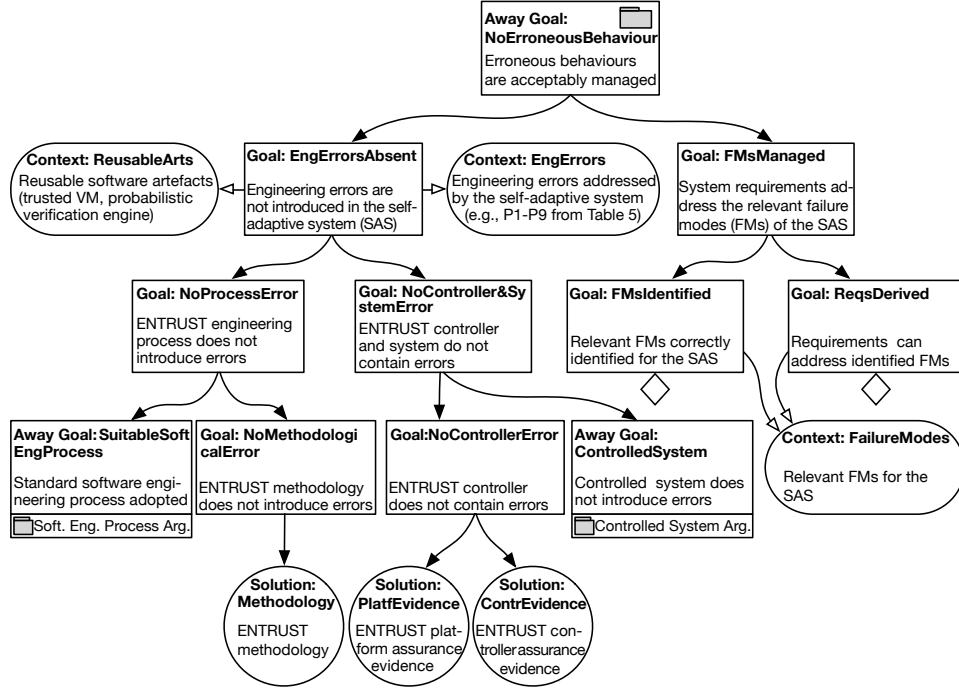 Away Goal:
NoErroneousBehaviour
Erroneous behaviours
are acceptably managed
Context: ReusableArts
Reusable software artefacts
(trusted VM, probabilistic
verification engine)
Goal: EngErrorsAbsent
Engineering errors are
not introduced in the self-
adaptive system (SAS)
Context: EngErrors
Engineering errors addressed
by the self-adaptive system
(e.g., P1-P9 from Table 5)
Goal: FMsManaged
System requirements ad-
dress the relevant failure
modes (FMs) of the SAS
Goal: NoProcessError
ENTRUST engineering
process does not
introduce errors
Goal: NoController&Sy
stemError
ENTRUST controller
and system do not
contain errors
Goal: FMsIdentified
Relevant FMs correctly
identified for the SAS
Goal: ReqsDerived
Requirements can
address identified FMs
Away Goal:SuitableSoft
EngProcess
Standard software engi-
neering process adopted
Soft. Eng. Process Arg.
Goal: NoMethodologi
calError
ENTRUST methodology
does not introduce errors
Goal:NoControllerError
ENTRUST controller
does not contain errors
Away Goal:
ControlledSystem
Controlled system does
not introduce errors
Controlled System Arg.
Context: FailureModes
Relevant FMs for the
SAS
Solution:
Methodology
ENTRUST
methodology
Solution:
PlatfEvidence
ENTRUST plat-
form assurance
evidence
Solution:
ContrEvidence
ENTRUST con-
trollerassurance
evidence